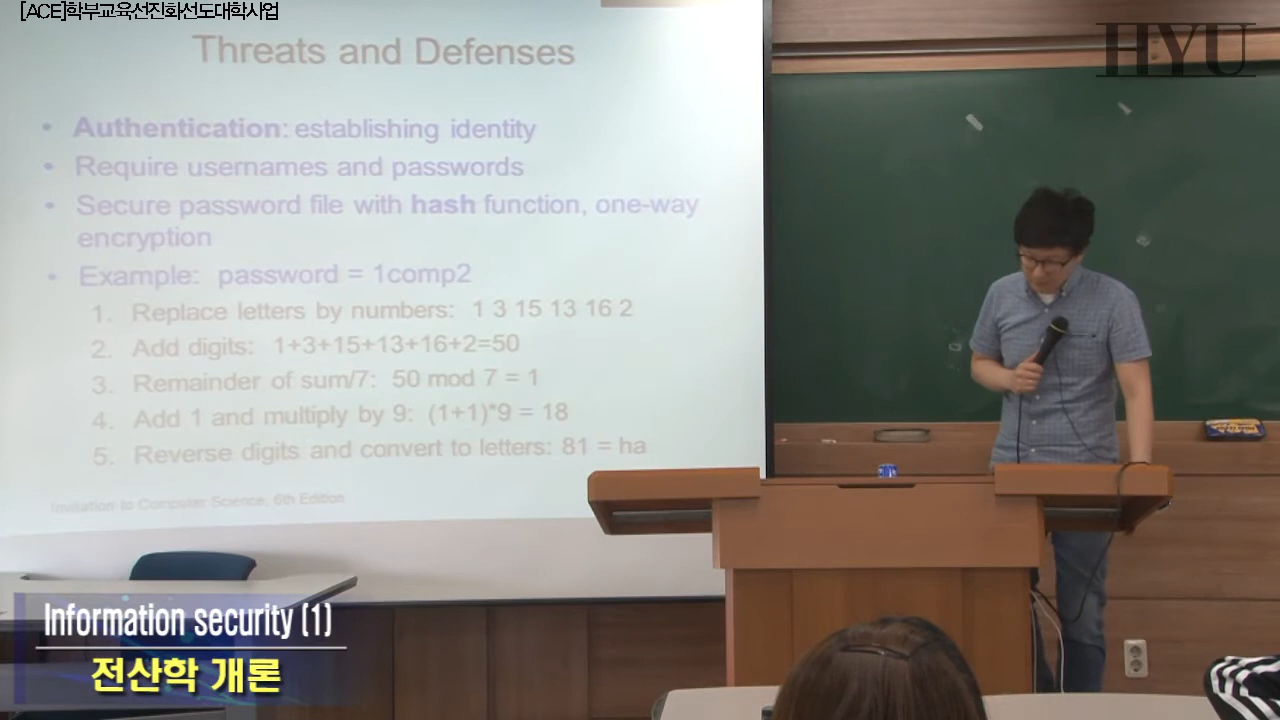 [ACE]학부교육선진화선도대학사업
HYU
Threats and Defenses
• Authentication: establishing identity
• Require usernames and passwords
• Secure password file with hash function, one-way
encryption
• Example: password = 1comp2
1. Replace letters by numbers: 1 3 15 13 16 2
2. Add digits: 1+3+15+13+16+2=50
3. Remainder of sum/7: 50 mod 7 = 1
4. Add 1 and multiply by 9: (1+1)*9 = 18
5. Reverse digits and convert to letters: 81 = ha
Invitation to Computer Science, 6th Edition
Information security (1)
전산학 개론